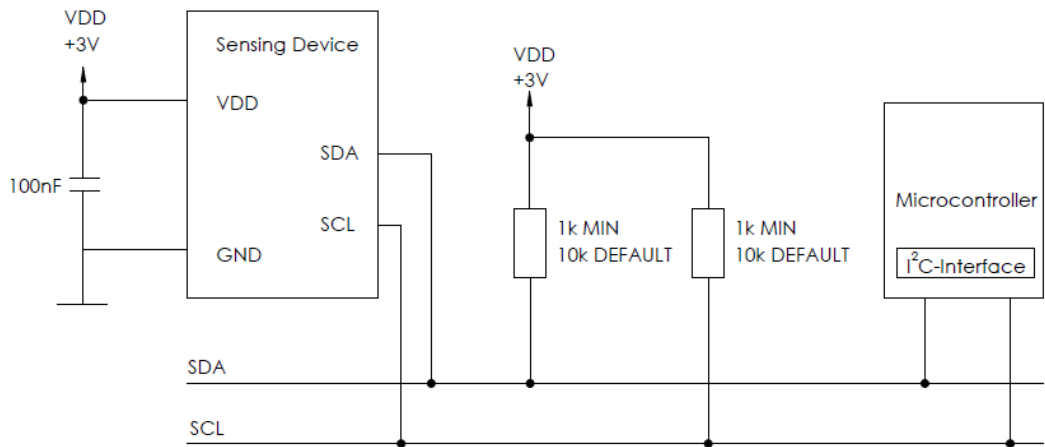 VDD
+3V
Sensing Device
VDD
SDA
100nF
SCL
GND
VDD
+3V
1k MIN
10k DEFAULT
1k MIN
10k DEFAULT
Microcontroller
I²C-Interface
SDA
SCL